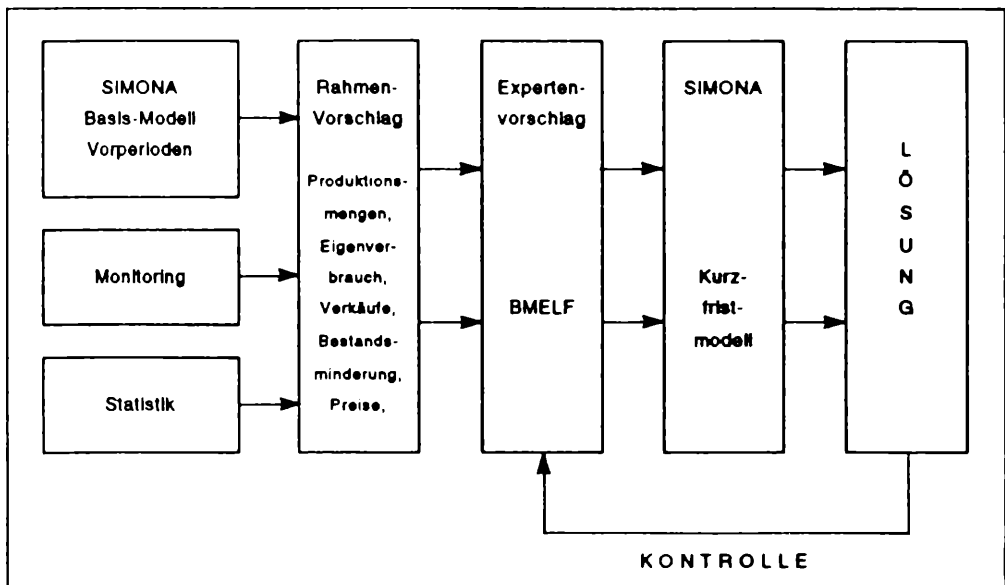 SIMONA
Basis-Modell
Vorperioden
Monitoring
Statistik
Rahmen-
Vorschlag
Produktions-
mengen,
Eigenver-
brauch,
Verkäufe,
Bestands-
minderung,
Preise,
Experten-
vorschlag
BMELF
SIMONA
Kurz-
frist-
modell
L
Ö
S
U
N
G
KONTROLLE